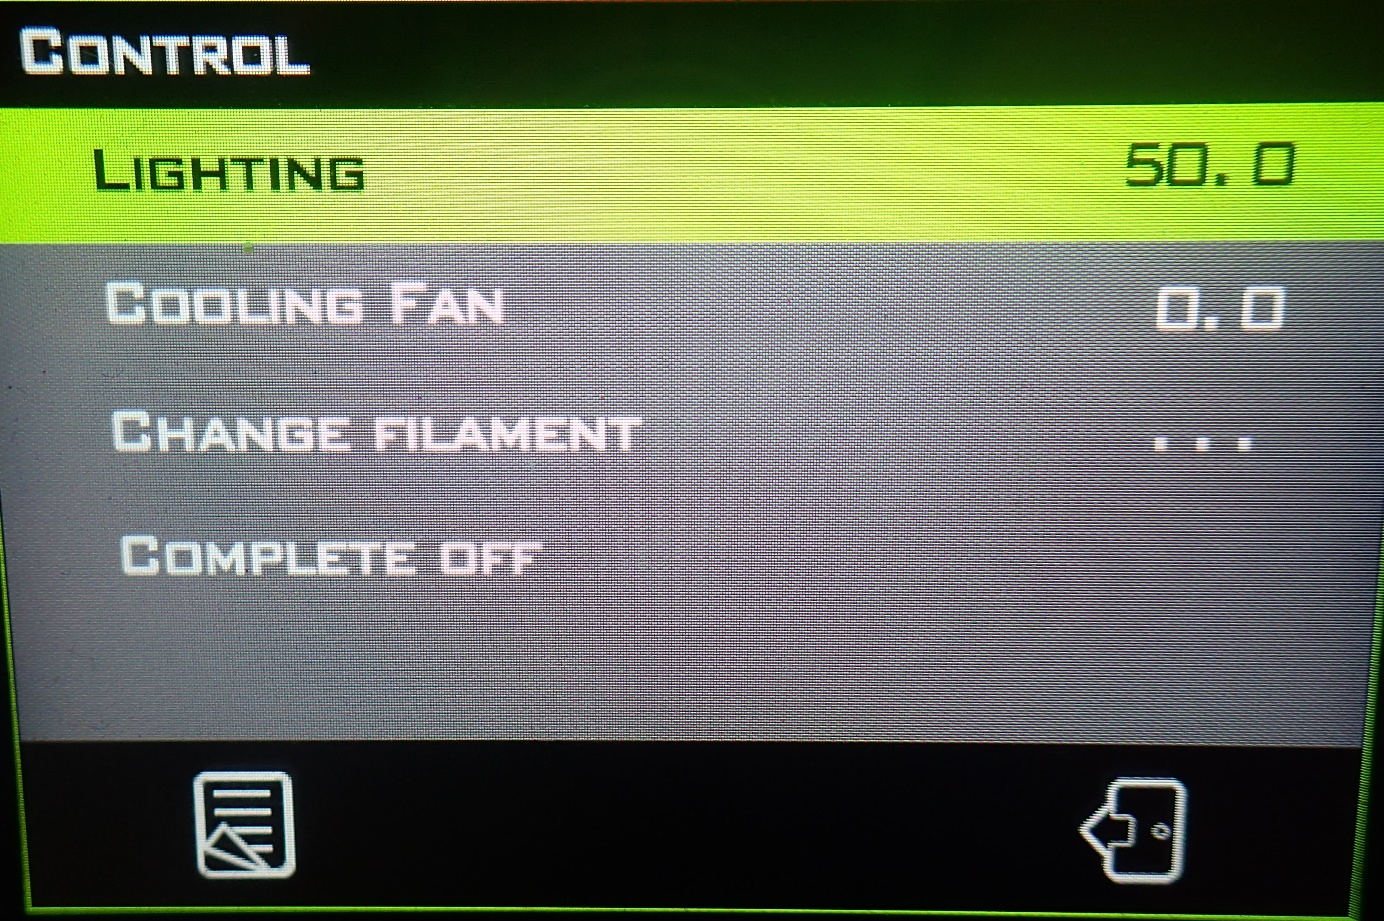 CONTROL
LIGHTING 50.0
COOLING FAN 0.0
CHANGE FILAMENT ...
COMPLETE OFF